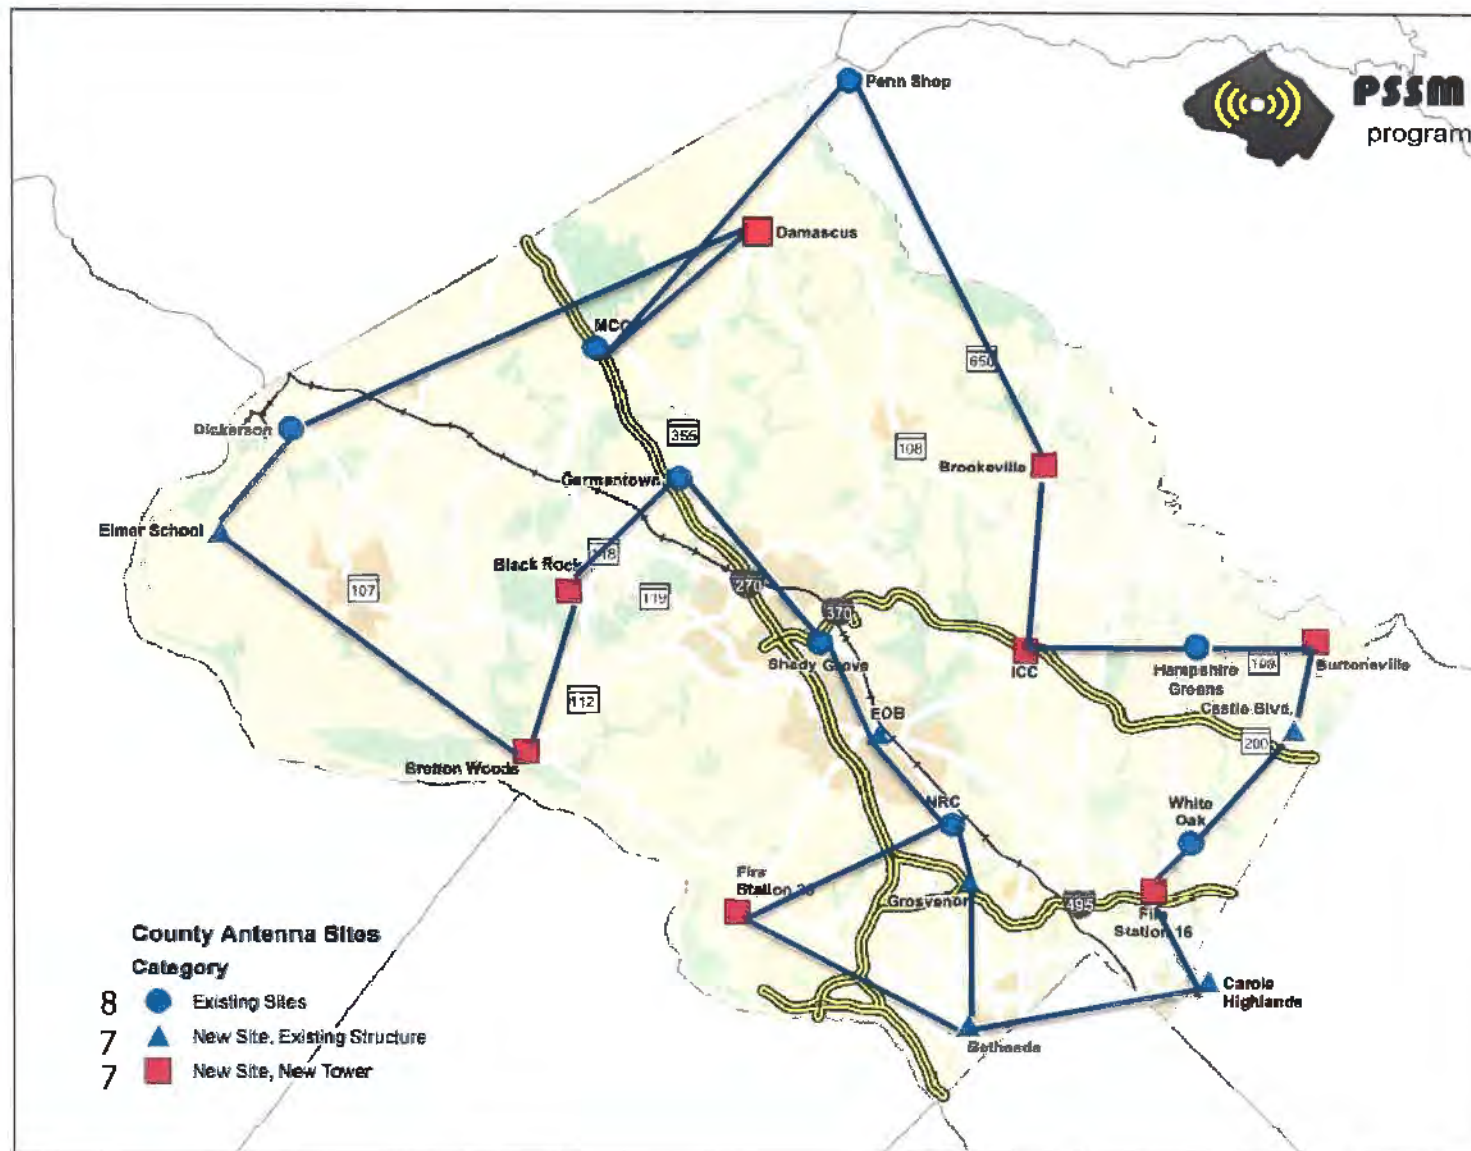 Penn Shop
PSSM
program
Damascus
MCC
650
355
108
Dickerson
Brookeville
Germantown
Elmer School
118
Black Rock
107
119
270
370
Shady Grove
ICC
Hampshire
Greens
198
Burtonsville
112
EOB
Castle Blvd.
200
Bretton Woods
NRC
White
Oak
Fire
Station
Grosvenor
495
Fire
Station 16
County Antenna Sites
Category
8 Existing Sites
7 New Site, Existing Structure
7 New Site, New Tower
Carole
Highlands
Bethesda